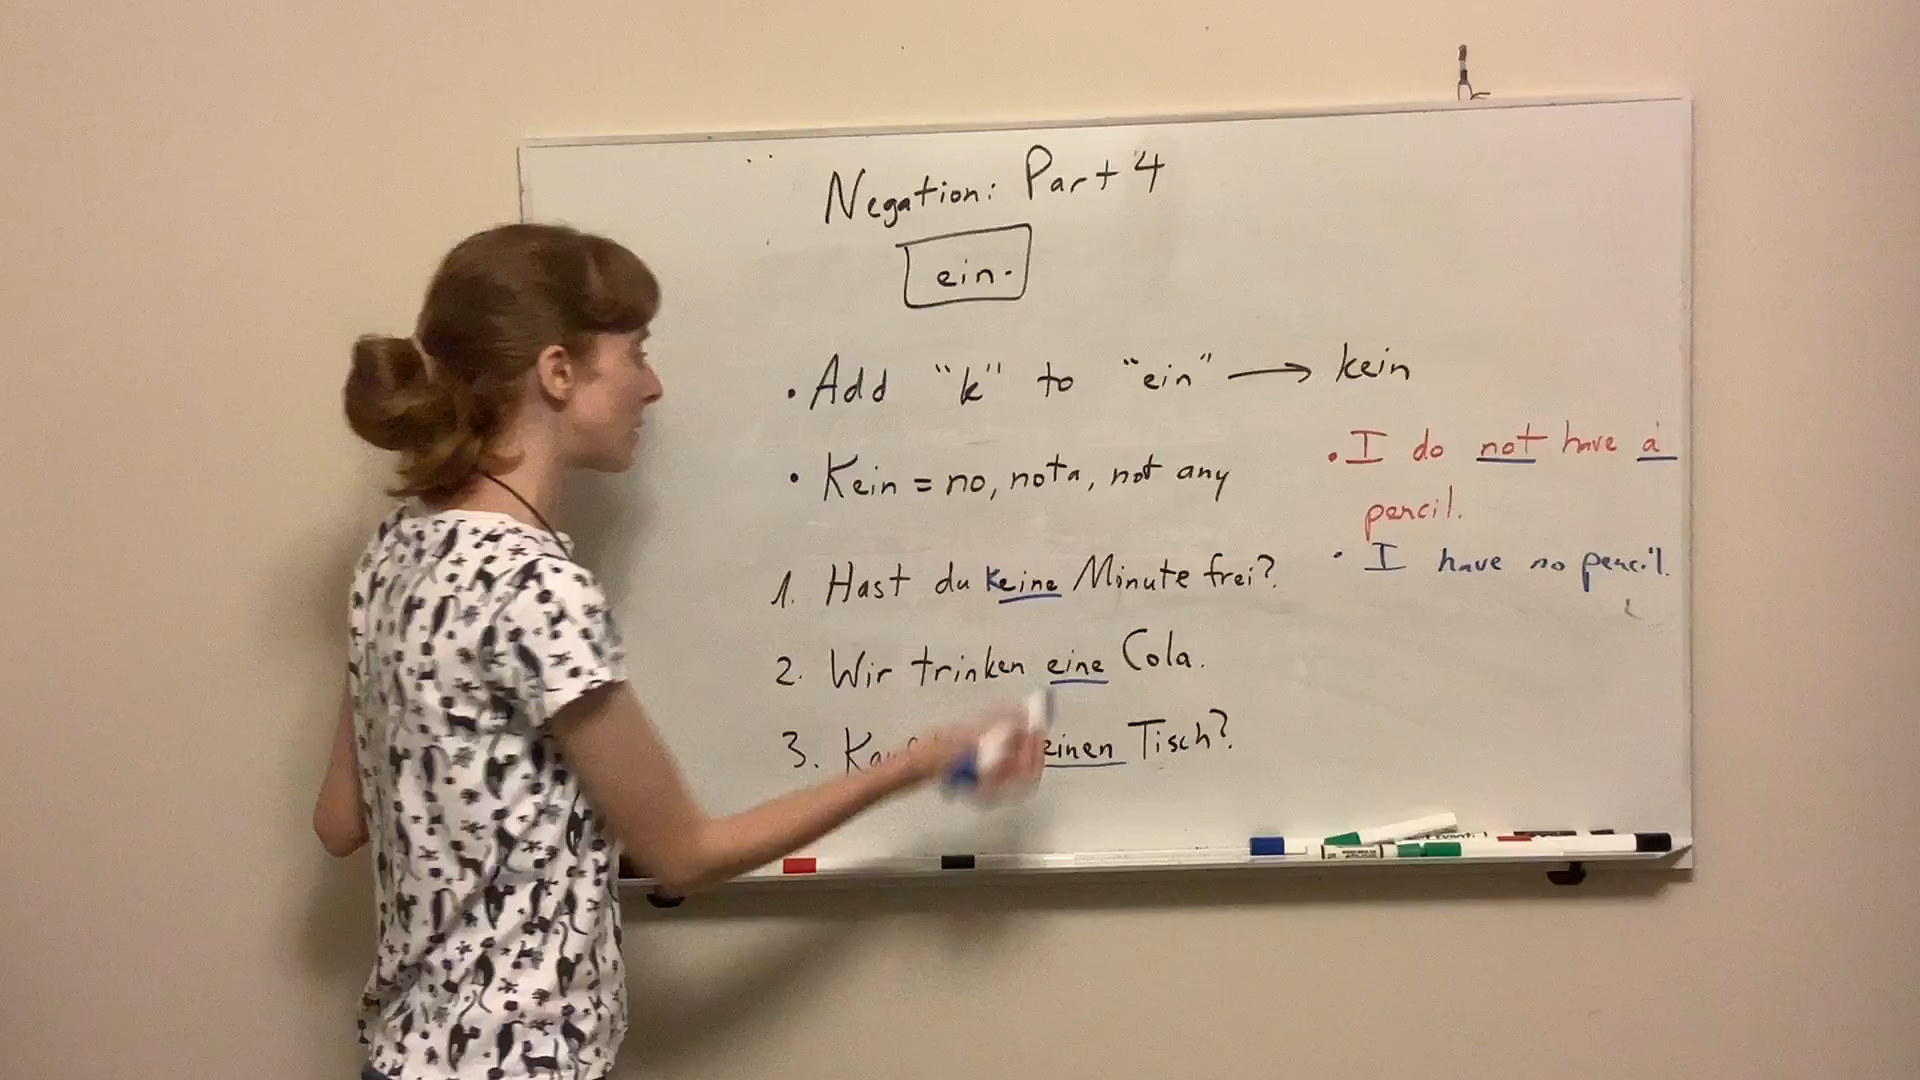 Negation: Part 4
ein-
• Add "k" to "ein" → kein
• Kein = no, not a, not any
• I do not have a
pencil.
• I have no pencil.
1. Hast du keine Minute frei?
2. Wir trinken eine Cola.
3. einen Tisch?